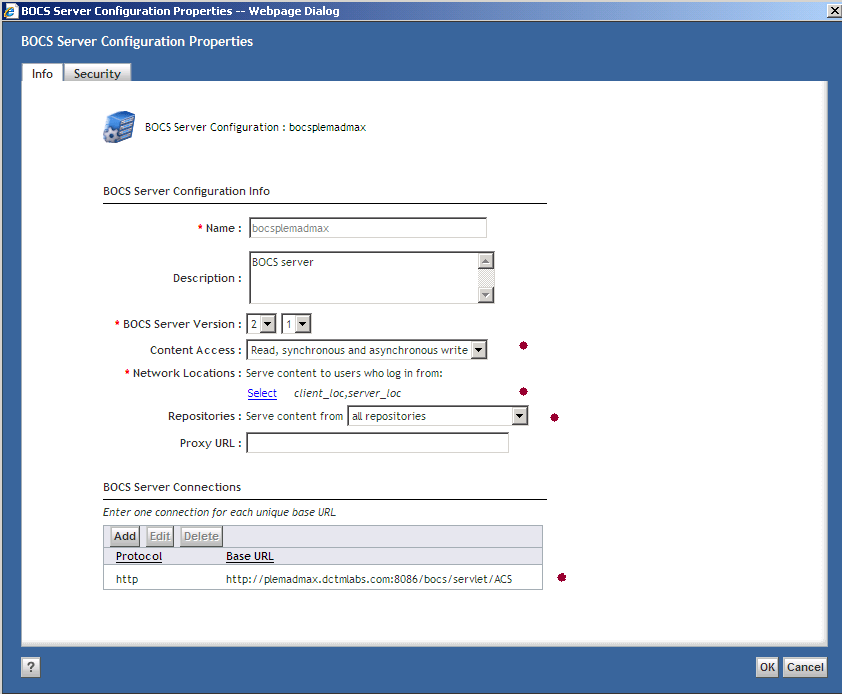 BOCS Server Configuration Properties -- Webpage Dialog
BOCS Server Configuration Properties
Info Security
BOCS Server Configuration : bocsplemadmax
BOCS Server Configuration Info
* Name : bocsplemadmax
Description : BOCS server
* BOCS Server Version : 2 1
Content Access : Read, synchronous and asynchronous write
* Network Locations : Serve content to users who log in from:
Select client_loc,server_loc
Repositories : Serve content from all repositories
Proxy URL :
BOCS Server Connections
Enter one connection for each unique base URL
Add Edit Delete
Protocol Base URL
http http://plemadmax.dctmlabs.com:8086/bocs/servlet/ACS
? OK Cancel